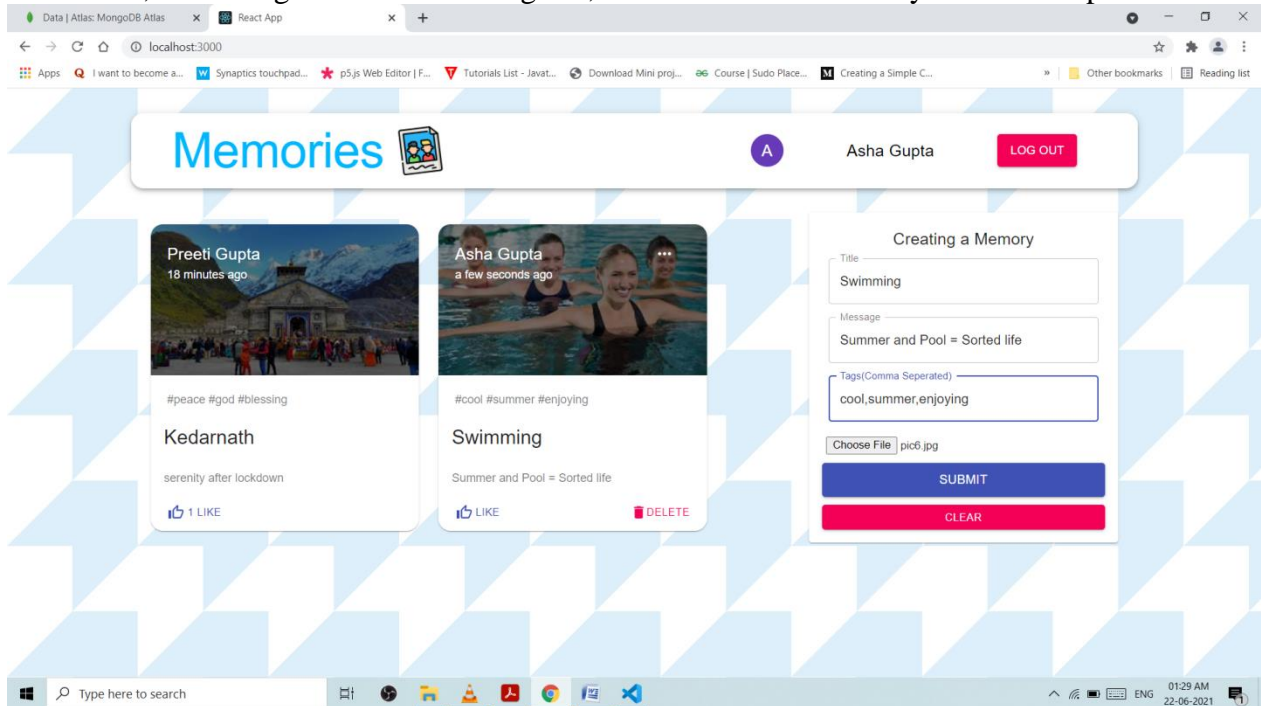 Data | Atlas: MongoDB Atlas
React App
localhost:3000
Apps
I want to become a...
Synaptics touchpad...
p5.js Web Editor | F...
Tutorials List - Javat...
Download Mini proj...
Course | Sudo Place...
Creating a Simple C...
»
Other bookmarks
Reading list
Memories
A
Asha Gupta
LOG OUT
Preeti Gupta
18 minutes ago
#peace #god #blessing
Kedarnath
serenity after lockdown
1 LIKE
Asha Gupta
a few seconds ago
#cool #summer #enjoying
Swimming
Summer and Pool = Sorted life
LIKE
DELETE
Creating a Memory
Title
Swimming
Message
Summer and Pool = Sorted life
Tags(Comma Seperated)
cool,summer,enjoying
Choose File pic6.jpg
SUBMIT
CLEAR
Type here to search
ENG
01:29 AM
22-06-2021